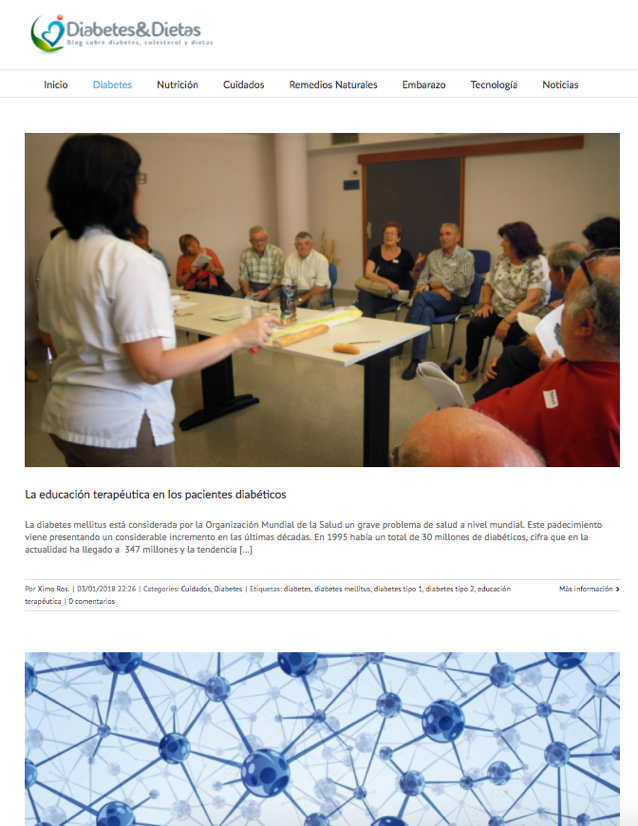 Diabetes&Dietas
Blog sobre diabetes, colesterol y dietas
Inicio Diabetes Nutrición Cuidados Remedios Naturales Embarazo Tecnología Noticias
La educación terapéutica en los pacientes diabéticos
La diabetes mellitus está considerada por la Organización Mundial de la Salud un grave problema de salud a nivel mundial. Este padecimiento
viene presentando un considerable incremento en las últimas décadas. En 1995 había un total de 30 millones de diabéticos, cifra que en la
actualidad ha llegado a 347 millones y la tendencia [...]
Por Ximo Ros. | 03/01/2018 22:26 | Categories: Cuidados, Diabetes | Etiquetas: diabetes, diabetes mellitus, diabetes tipo 1, diabetes tipo 2, educación Más información
terapéutica | 0 comentarios